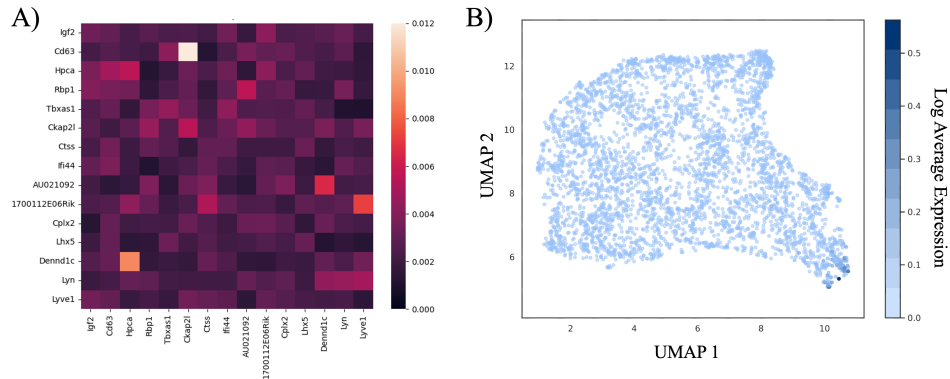 A)
Igf2
Cd63
Hpca
Rbp1
Tbxas1
Ckap2l
Ctss
Ifi44
AU021092
1700112E06Rik
Cplx2
Lhx5
Dennd1c
Lyn
Lyve1
Igf2
Cd63
Hpca
Rbp1
Tbxas1
Ckap2l
Ctss
Ifi44
AU021092
1700112E06Rik
Cplx2
Lhx5
Dennd1c
Lyn
Lyve1
0.012
0.010
0.008
0.006
0.004
0.002
0.000
B)
UMAP 2
12
10
8
6
2
4
6
8
10
UMAP 1
0.5
0.4
0.3
0.2
0.1
0.0
Log Average Expression